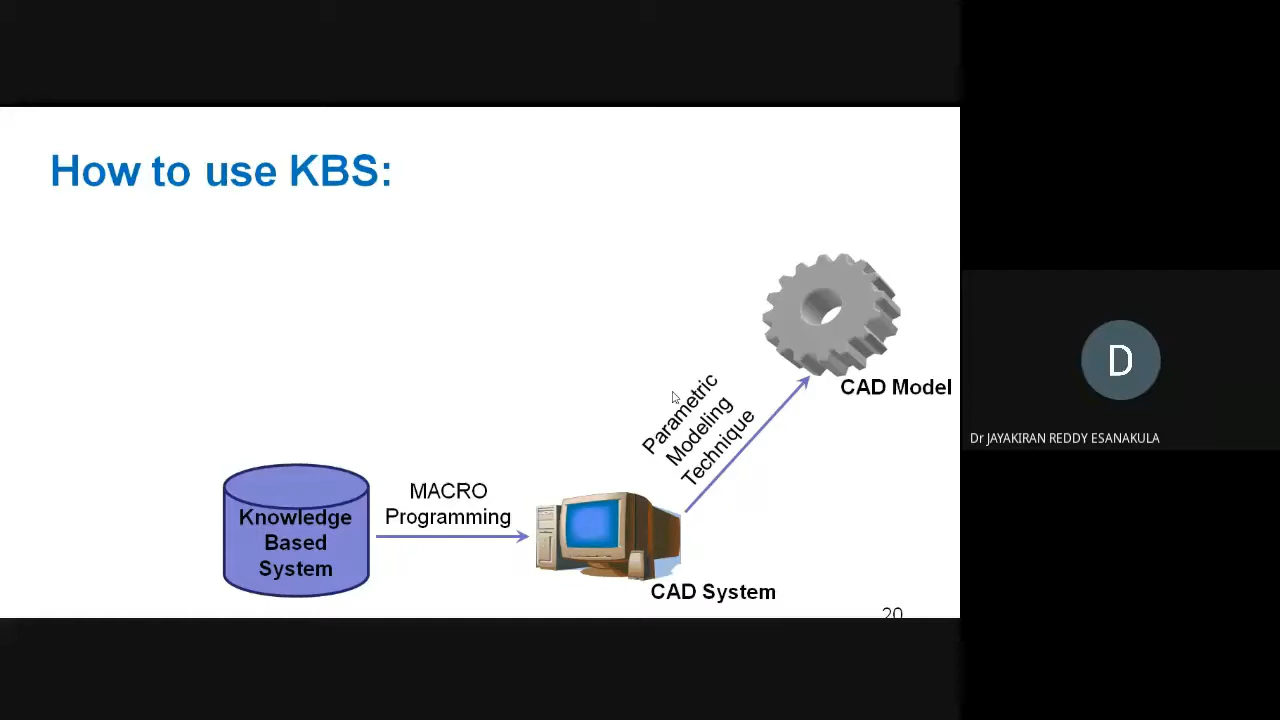 How to use KBS:
CAD Model
Parametric
Modeling
Technique
MACRO
Programming
Knowledge
Based
System
CAD System
20
D
Dr JAYAKIRAN REDDY ESANAKULA